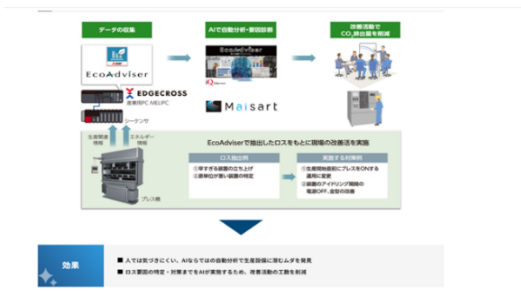 データの収集
AIで自動分析・要因診断
改善活動で
CO₂排出量を削減
EcoAdviser
EcoAdviser
EDGECROSS
産業用PC MELIPC
シーケンサ
Maisart
生産関連
情報
エネルギー
情報
プレス機
EcoAdviserで抽出したロスをもとに現場の改善活を実施
ロス抽出例
①早すぎる装置の立ち上げ
②原単位が悪い装置の特定
実施する対策例
①生産開始直前にプレスをONする
運用に変更
②装置のアイドリング期間の
電源OFF、金型の改善
効果
■ 人では気づきにくい、AIならではの自動分析で生産設備に潜むムダを発見
■ ロス要因の特定・対策までをAIが実施するため、改善活動の工数を削減